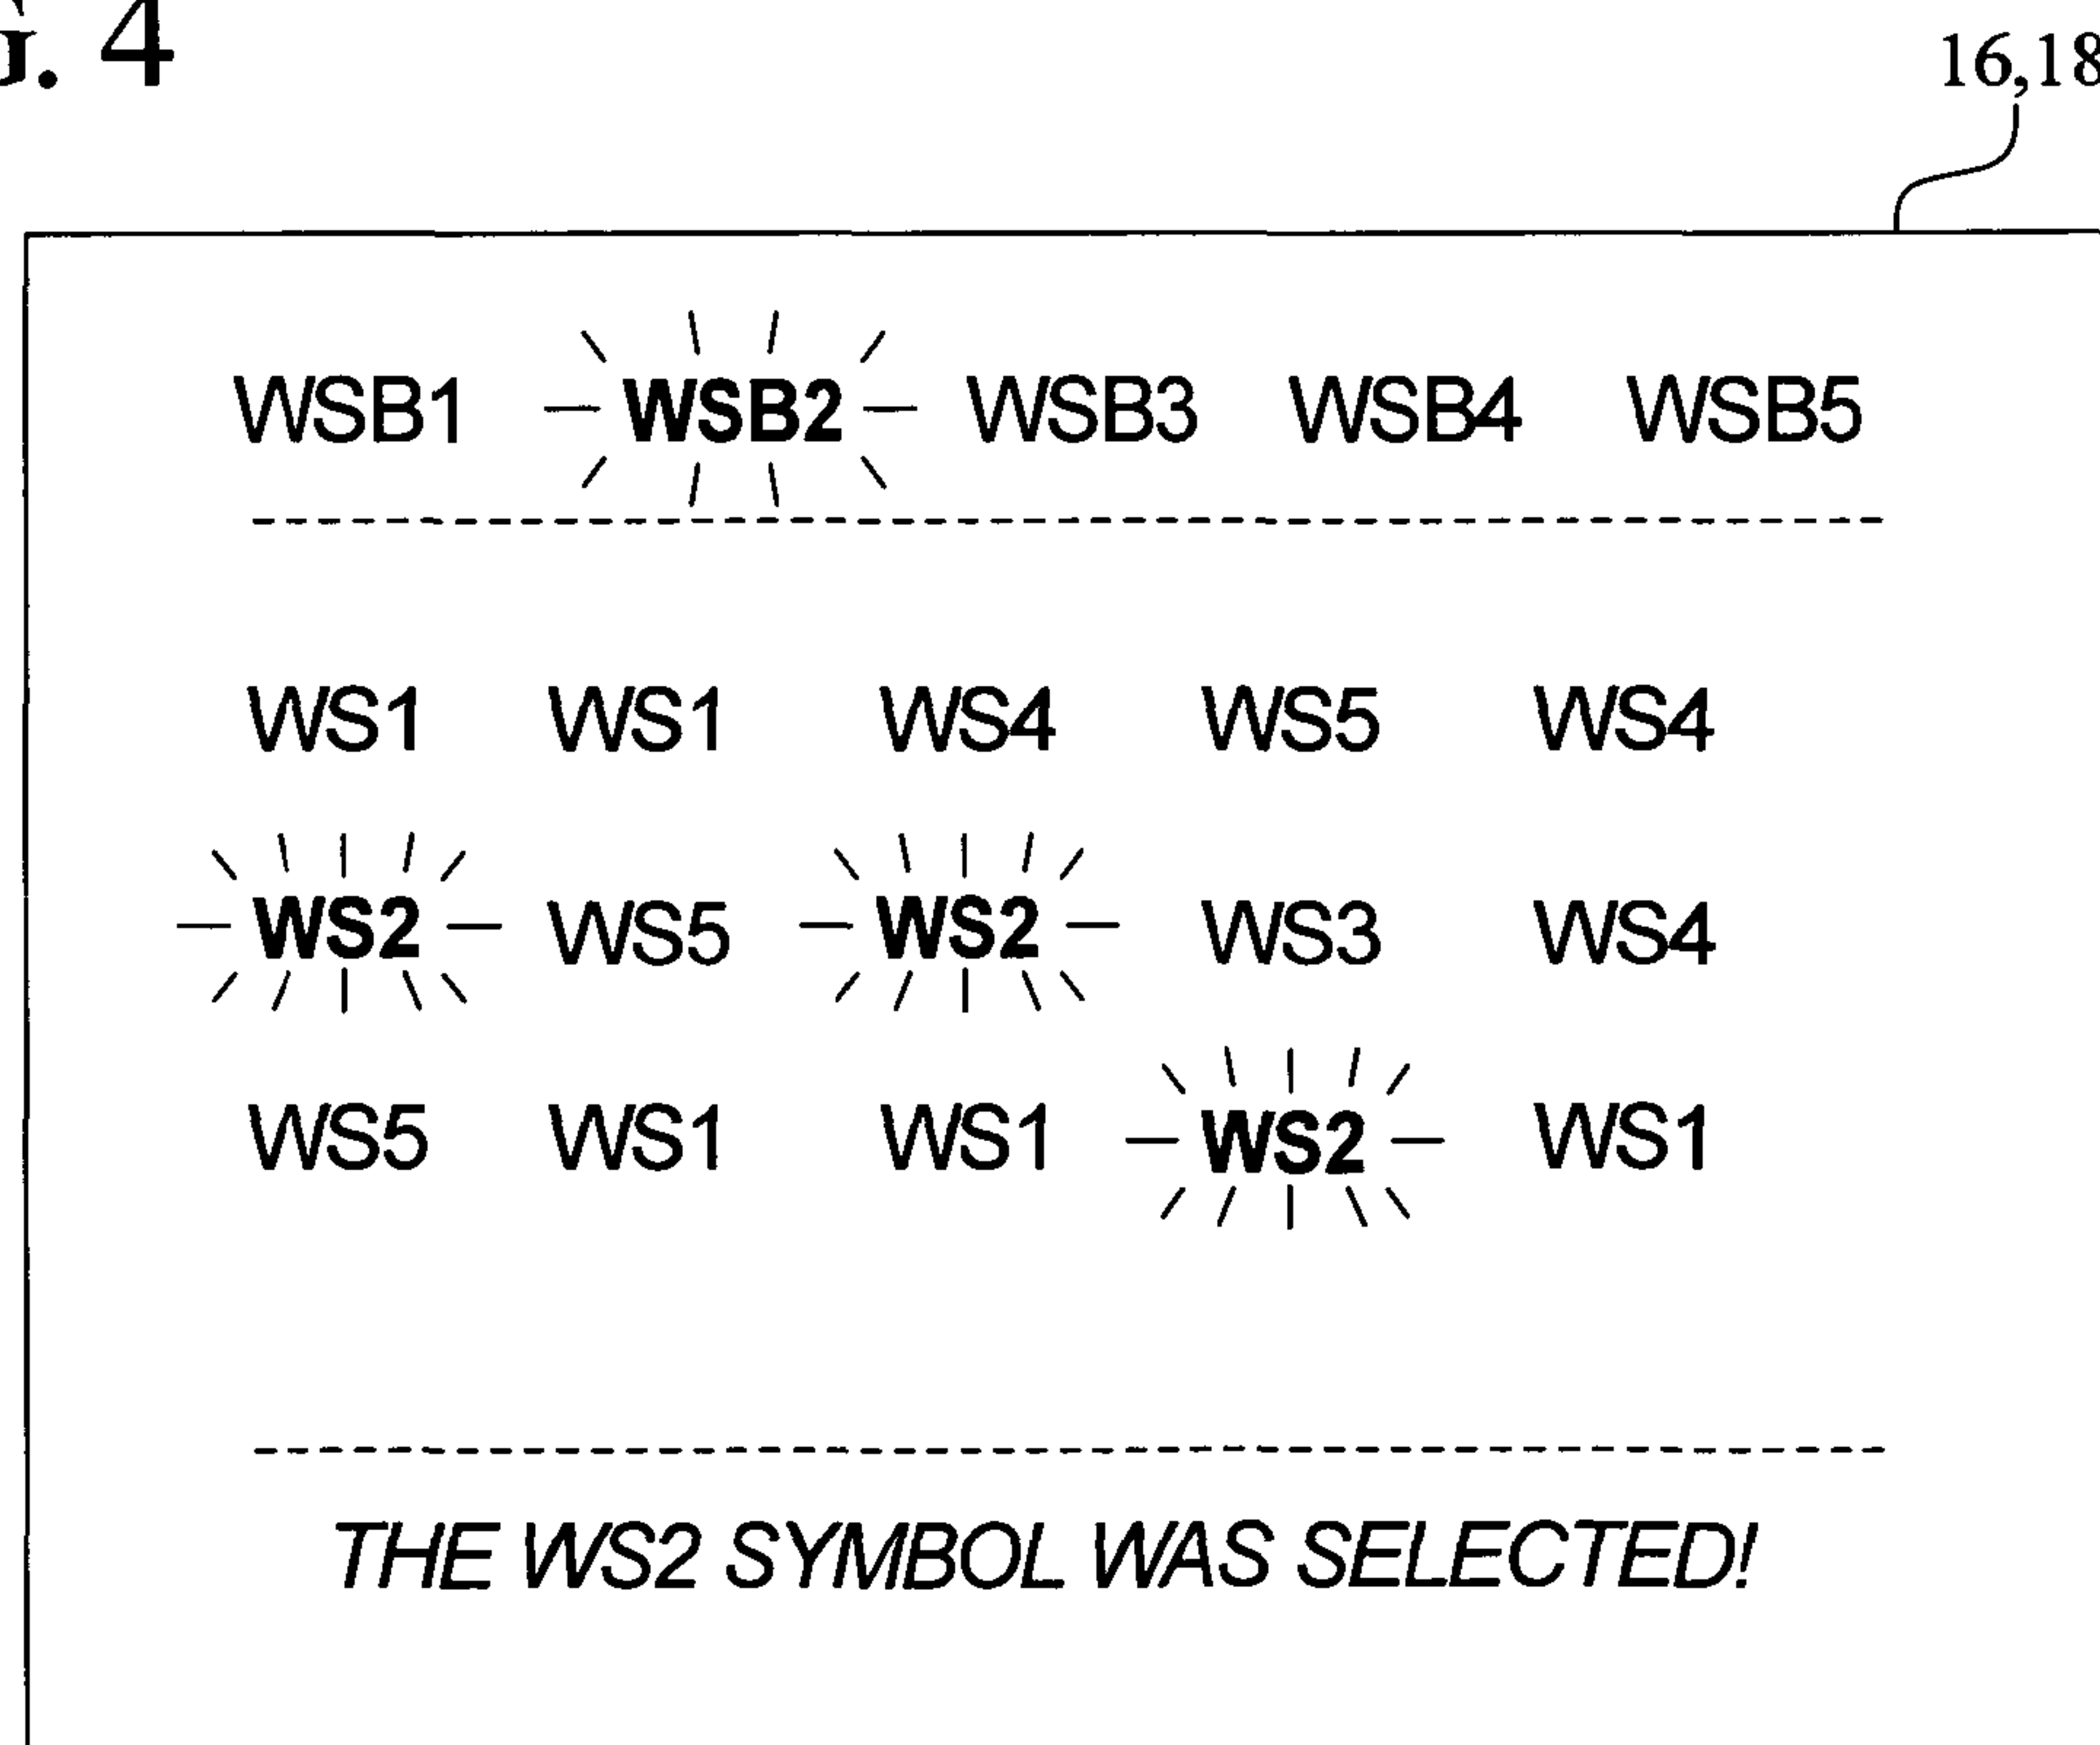 G. 4
16,18
WSB1 WSB2 WSB3 WSB4 WSB5
WS1 WS1 WS4 WS5 WS4
WS2 WS5 WS2 WS3 WS4
WS5 WS1 WS1 WS2 WS1
THE WS2 SYMBOL WAS SELECTED!